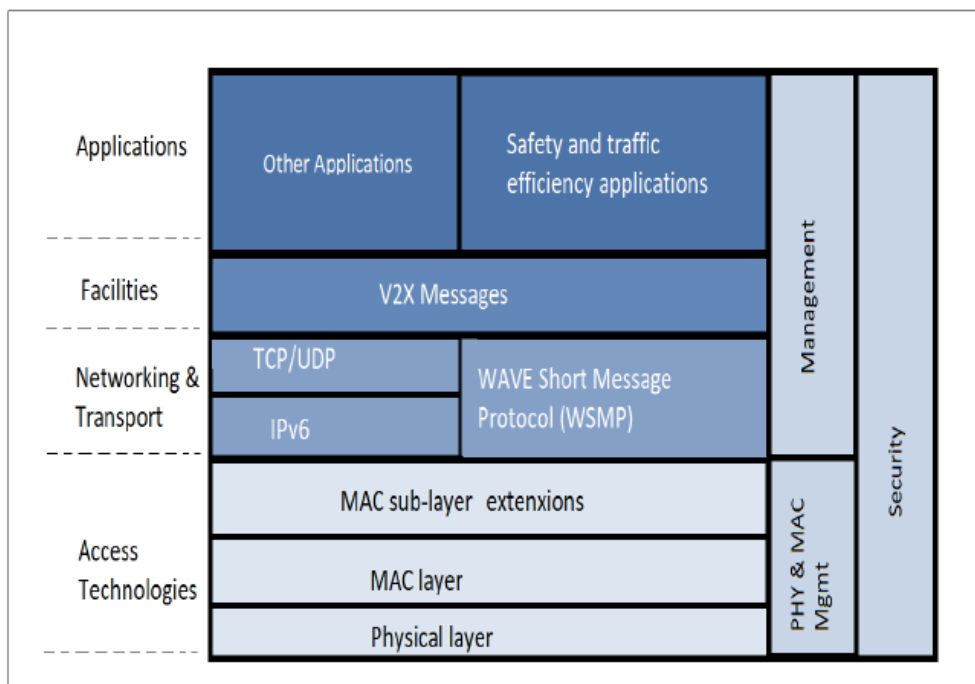 Applications
Other Applications
Safety and traffic
efficiency applications
Facilities
V2X Messages
Networking &
Transport
TCP/UDP
IPv6
WAVE Short Message
Protocol (WSMP)
Access
Technologies
MAC sub-layer extenxions
MAC layer
Physical layer
Management
PHY & MAC
Mgmt
Security